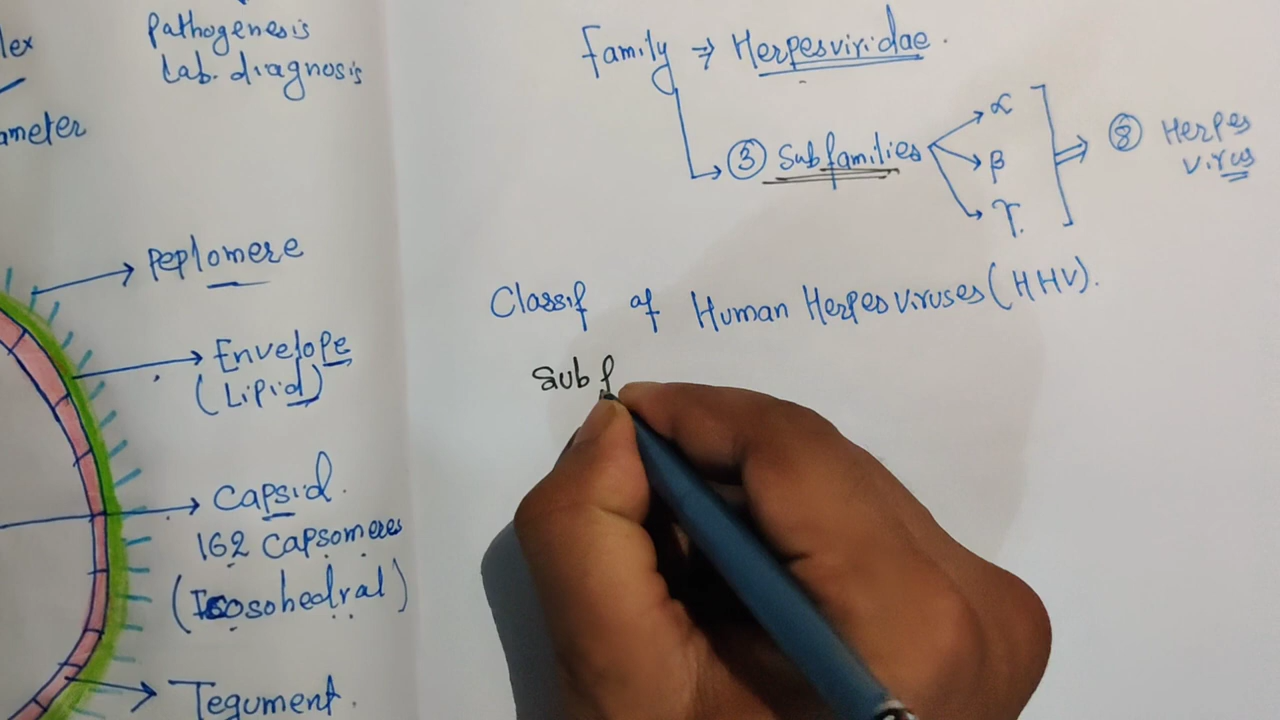 lex
ameter
Pathogenesis
Lab. diagnosis
Peplomere
Envelope
(Lipid)
Capsid.
162 Capsomeres
(Icosohedral)
Tegument.
Family ⇒ Herpesviridae.
③ Subfamilies
α
β
γ.
⑧ Herpes
virus
Classif of Human Herpesviruses (HHV).
Sub f